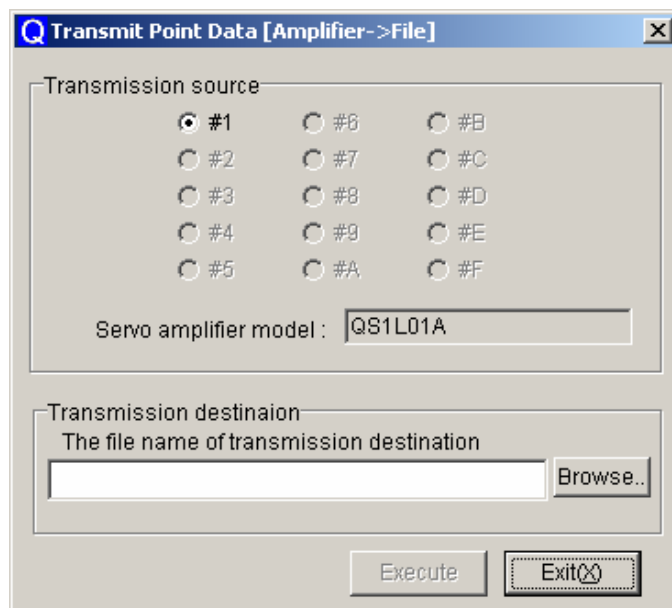 Q Transmit Point Data [Amplifier->File]
Transmission source
#1 #6 #B
#2 #7 #C
#3 #8 #D
#4 #9 #E
#5 #A #F
Servo amplifier model : QS1L01A
Transmission destinaion
The file name of transmission destination
Browse..
Execute Exit(X)